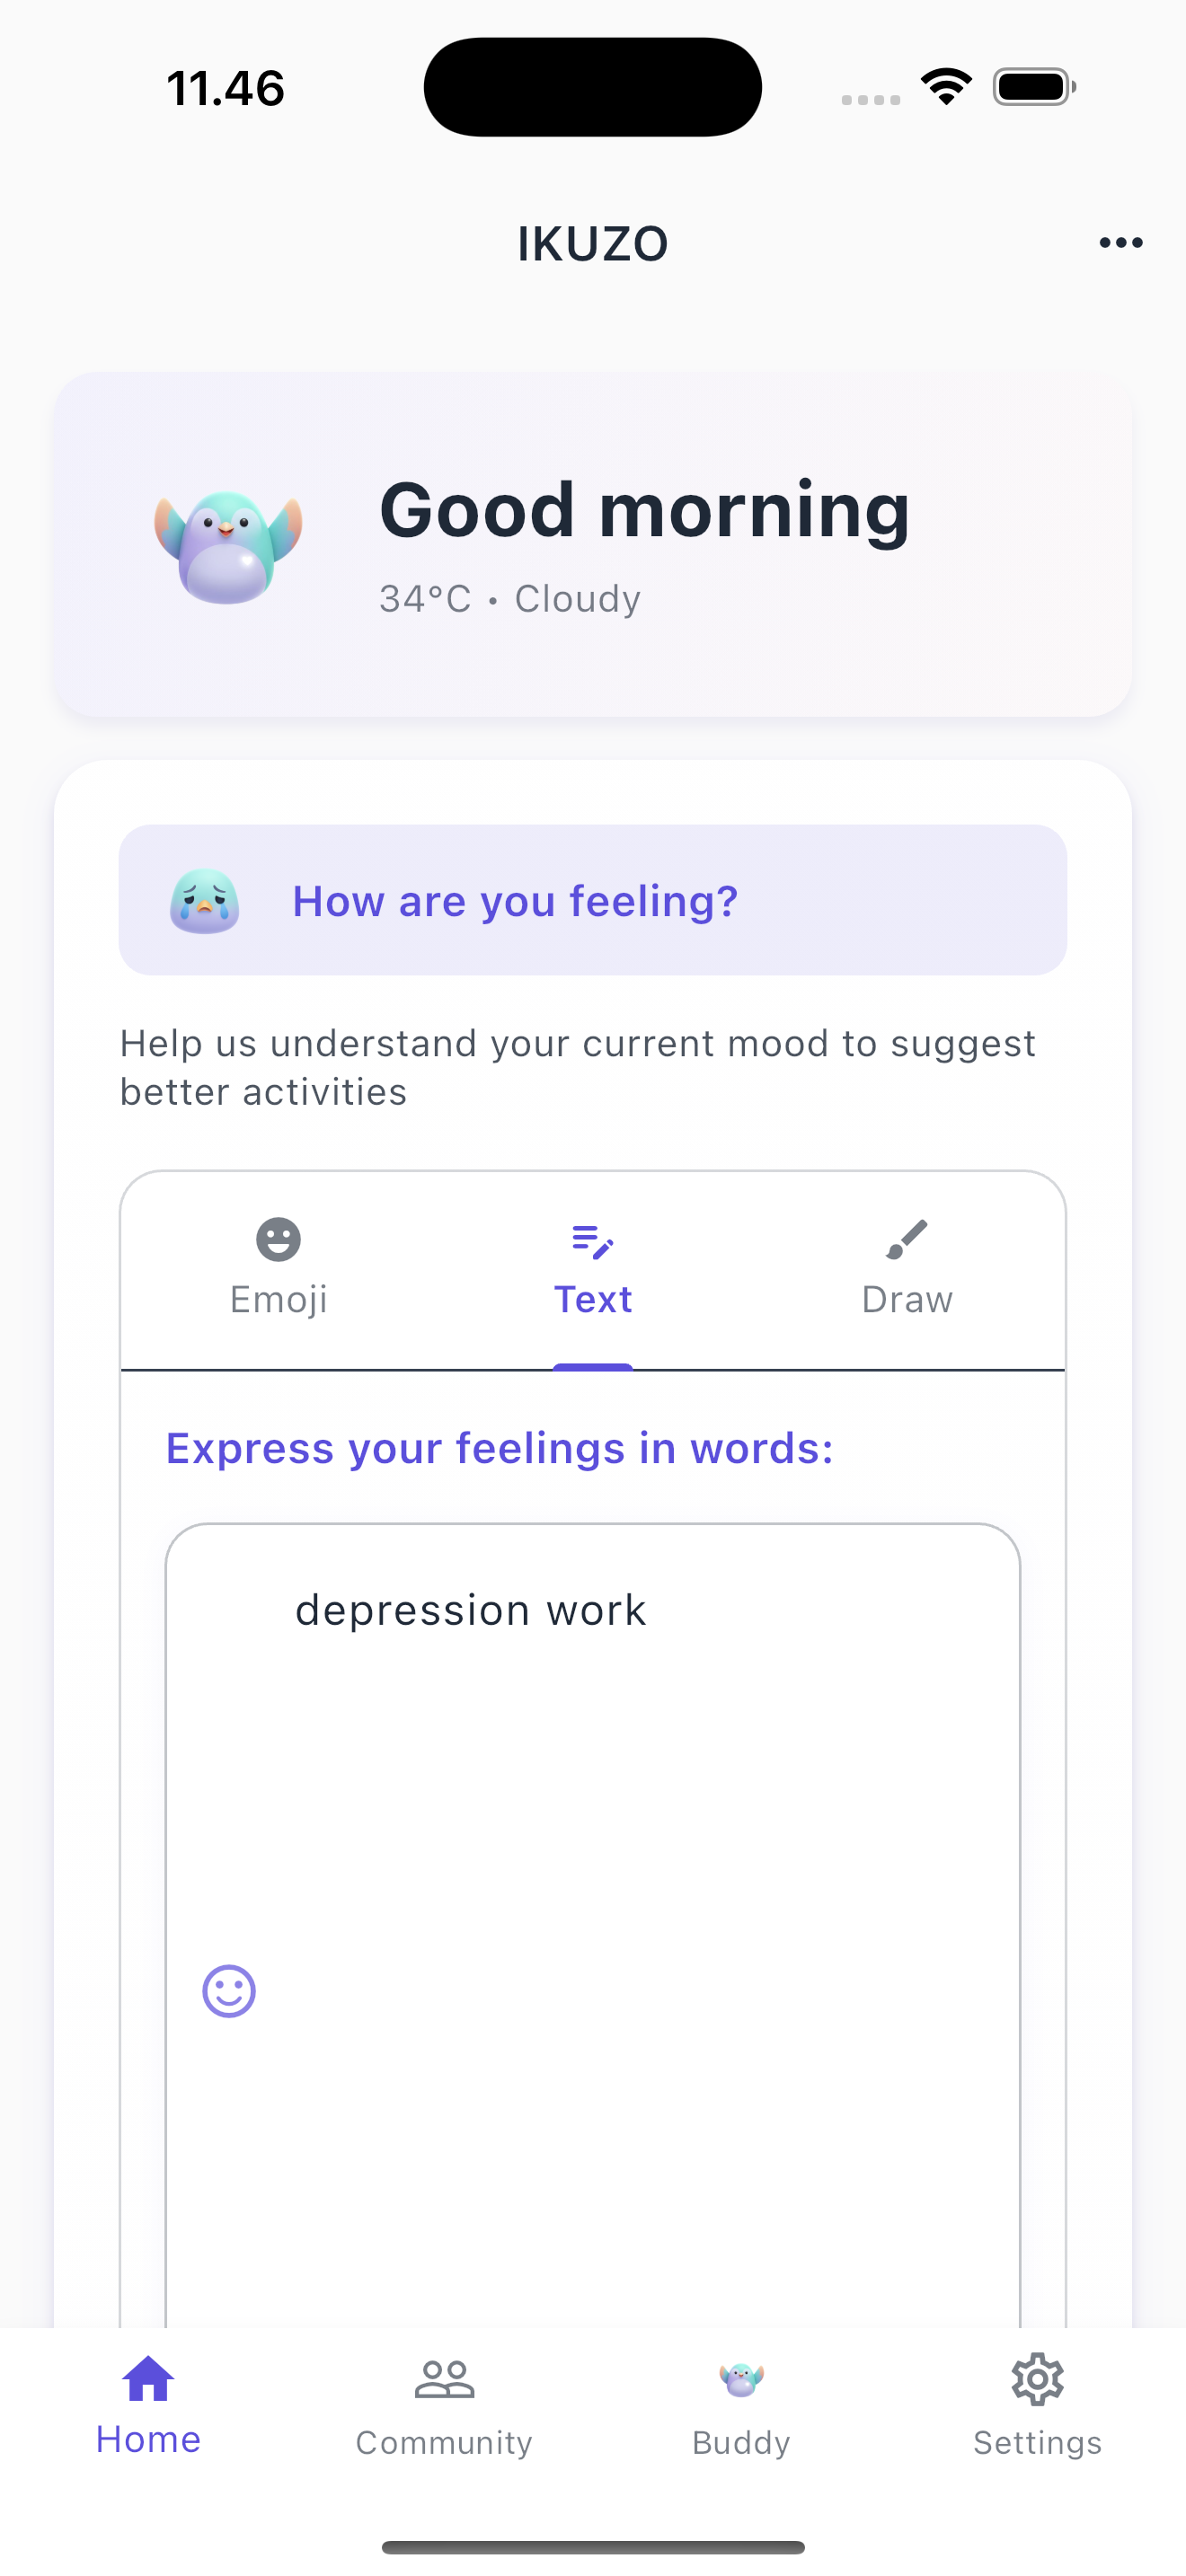 11.46
IKUZO
Good morning
34°C • Cloudy
How are you feeling?
Help us understand your current mood to suggest
better activities
Emoji
Text
Draw
Express your feelings in words:
depression work
Home
Community
Buddy
Settings